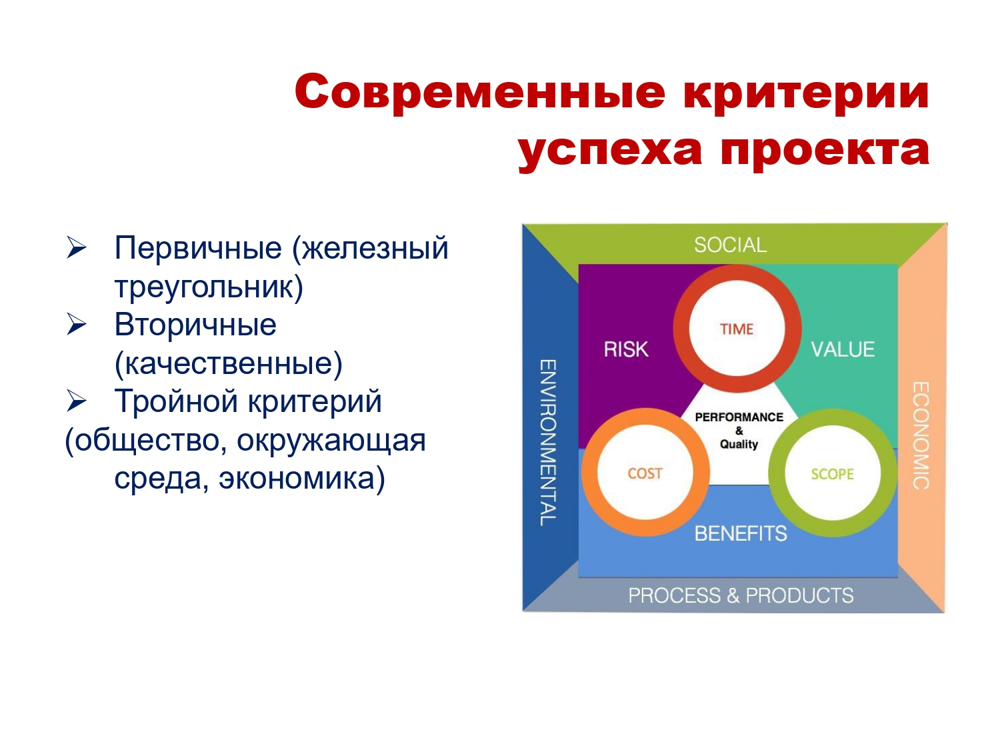 Современные критерии
успеха проекта
➢ Первичные (железный
треугольник)
➢ Вторичные
(качественные)
➢ Тройной критерий
(общество, окружающая
среда, экономика)
SOCIAL
TIME
RISK
VALUE
ENVIRONMENTAL
ECONOMIC
PERFORMANCE
&
Quality
COST
SCOPE
BENEFITS
PROCESS & PRODUCTS